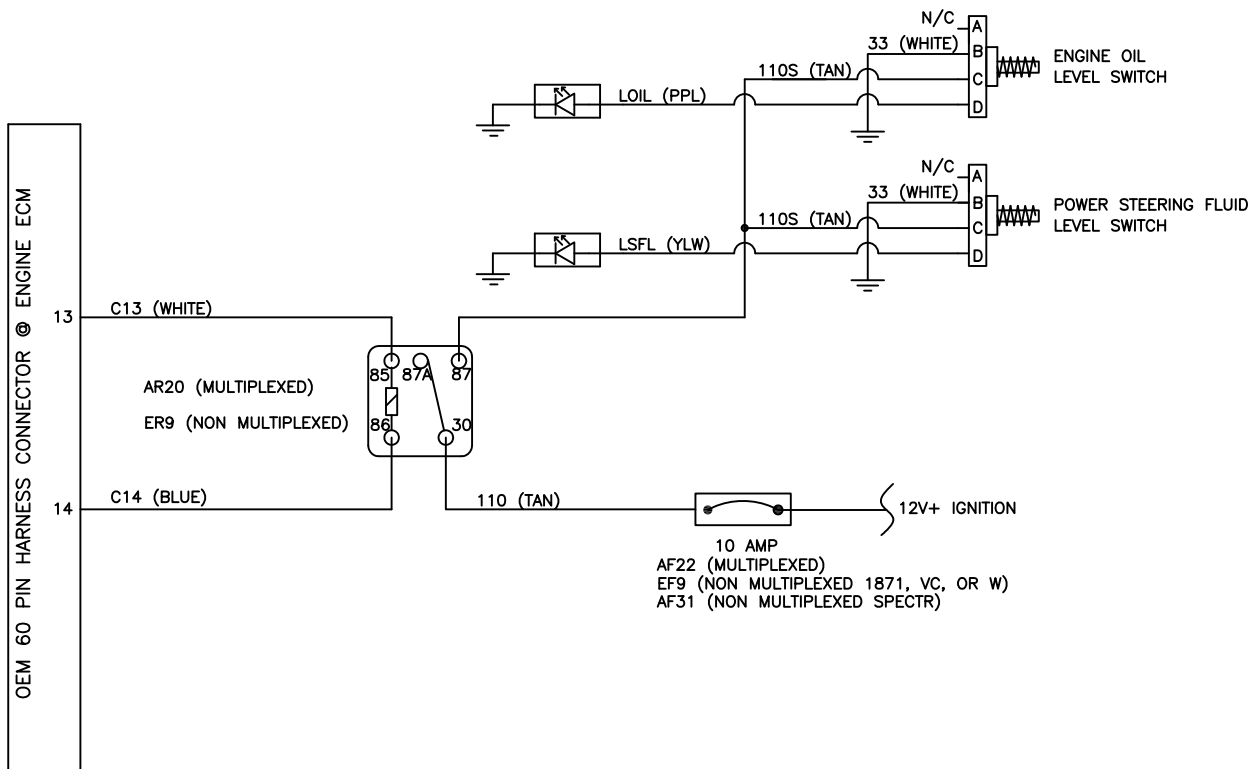 N/C
A
33 (WHITE)
B
ENGINE OIL
LEVEL SWITCH
110S (TAN)
C
LOIL (PPL)
D
N/C
A
33 (WHITE)
B
POWER STEERING FLUID
LEVEL SWITCH
110S (TAN)
C
LSFL (YLW)
D
OEM 60 PIN HARNESS CONNECTOR @ ENGINE ECM
13
C13 (WHITE)
85
87A
87
AR20 (MULTIPLEXED)
ER9 (NON MULTIPLEXED)
86
30
14
C14 (BLUE)
110 (TAN)
12V+ IGNITION
10 AMP
AF22 (MULTIPLEXED)
EF9 (NON MULTIPLEXED 1871, VC, OR W)
AF31 (NON MULTIPLEXED SPECTR)